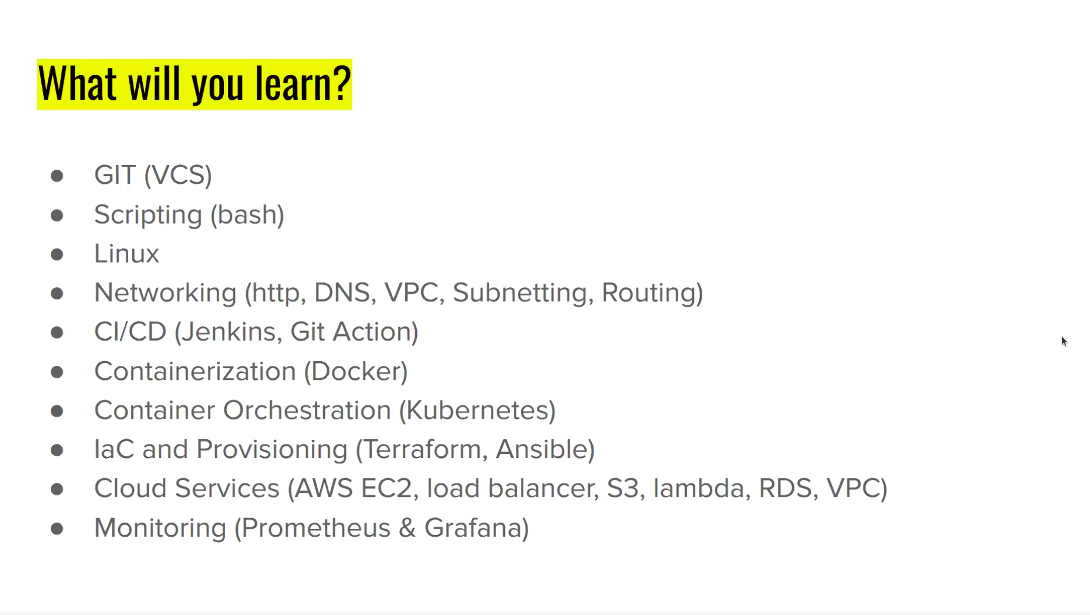 What will you learn?
● GIT (VCS)
● Scripting (bash)
● Linux
● Networking (http, DNS, VPC, Subnetting, Routing)
● CI/CD (Jenkins, Git Action)
● Containerization (Docker)
● Container Orchestration (Kubernetes)
● IaC and Provisioning (Terraform, Ansible)
● Cloud Services (AWS EC2, load balancer, S3, lambda, RDS, VPC)
● Monitoring (Prometheus & Grafana)